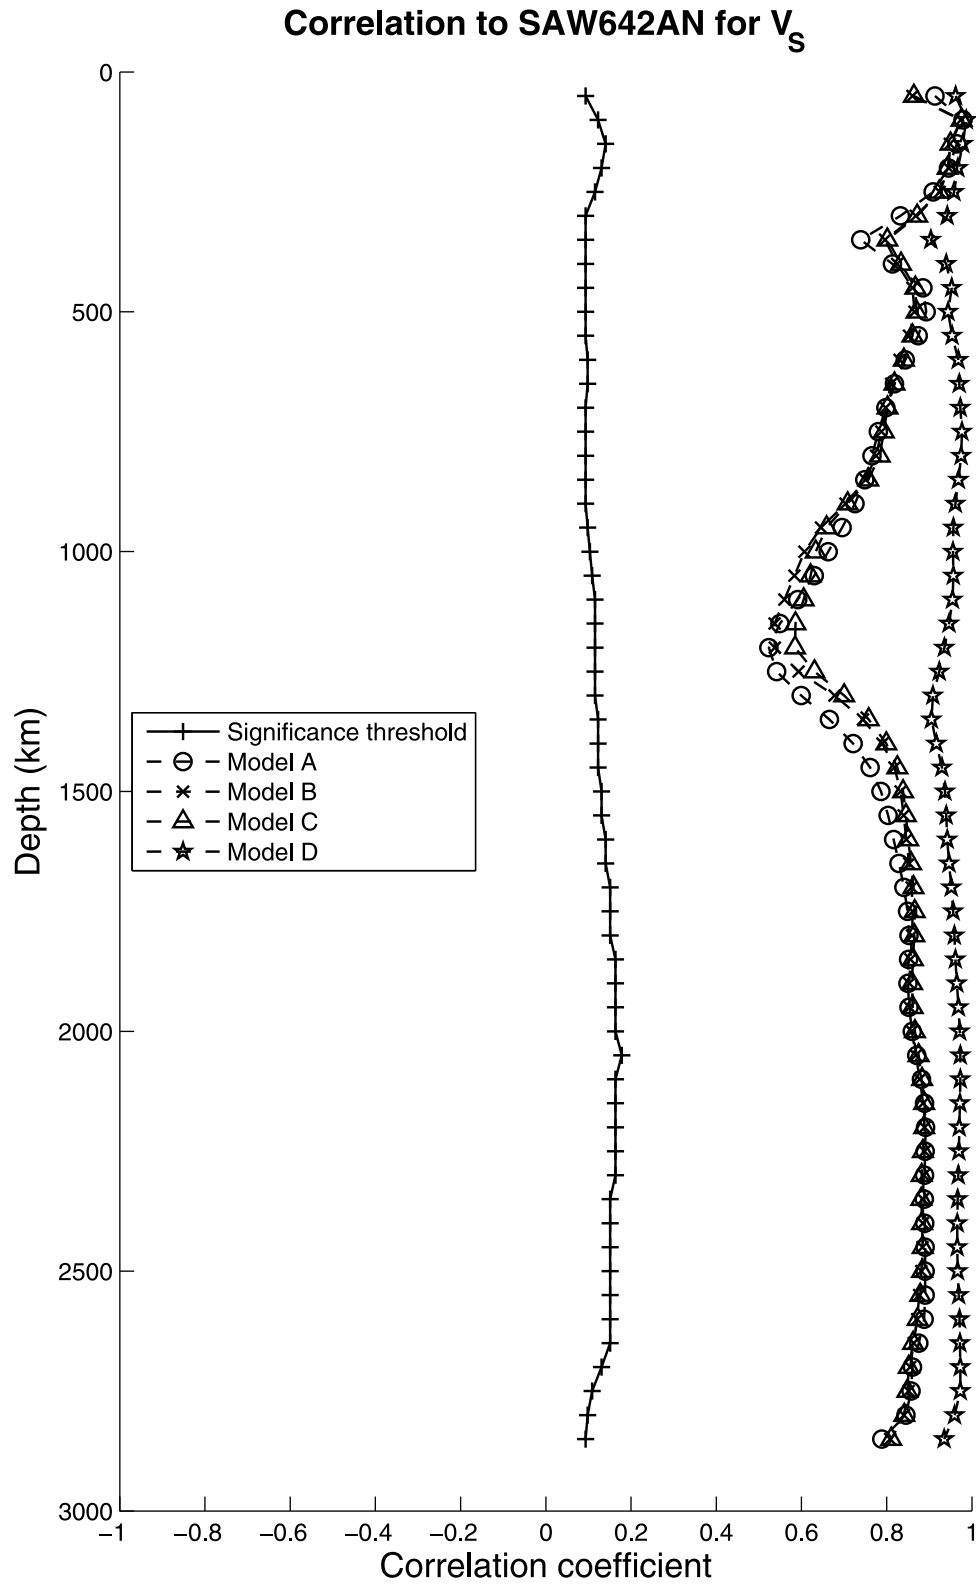 Correlation to SAW642AN for VS
0
500
1000
1500
2000
2500
3000
Depth (km)
Significance threshold
Model A
Model B
Model C
Model D
−1 −0.8 −0.6 −0.4 −0.2 0 0.2 0.4 0.6 0.8 1
Correlation coefficient